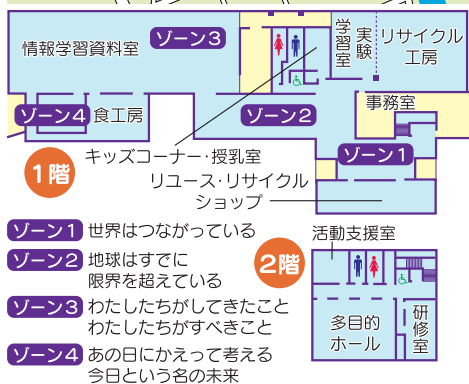 情報学習資料室
ゾーン3
学習室
実験
リサイクル
工房
ゾーン4
食工房
ゾーン2
事務室
ゾーン1
1階
キッズコーナー・授乳室
リユース・リサイクル
ショップ
ゾーン1 世界はつながっている
ゾーン2 地球はすでに
限界を超えている
ゾーン3 わたしたちがしてきたこと
わたしたちがすべきこと
ゾーン4 あの日にかえって考える
今日という名の未来
2階
活動支援室
多目的
ホール
研修室